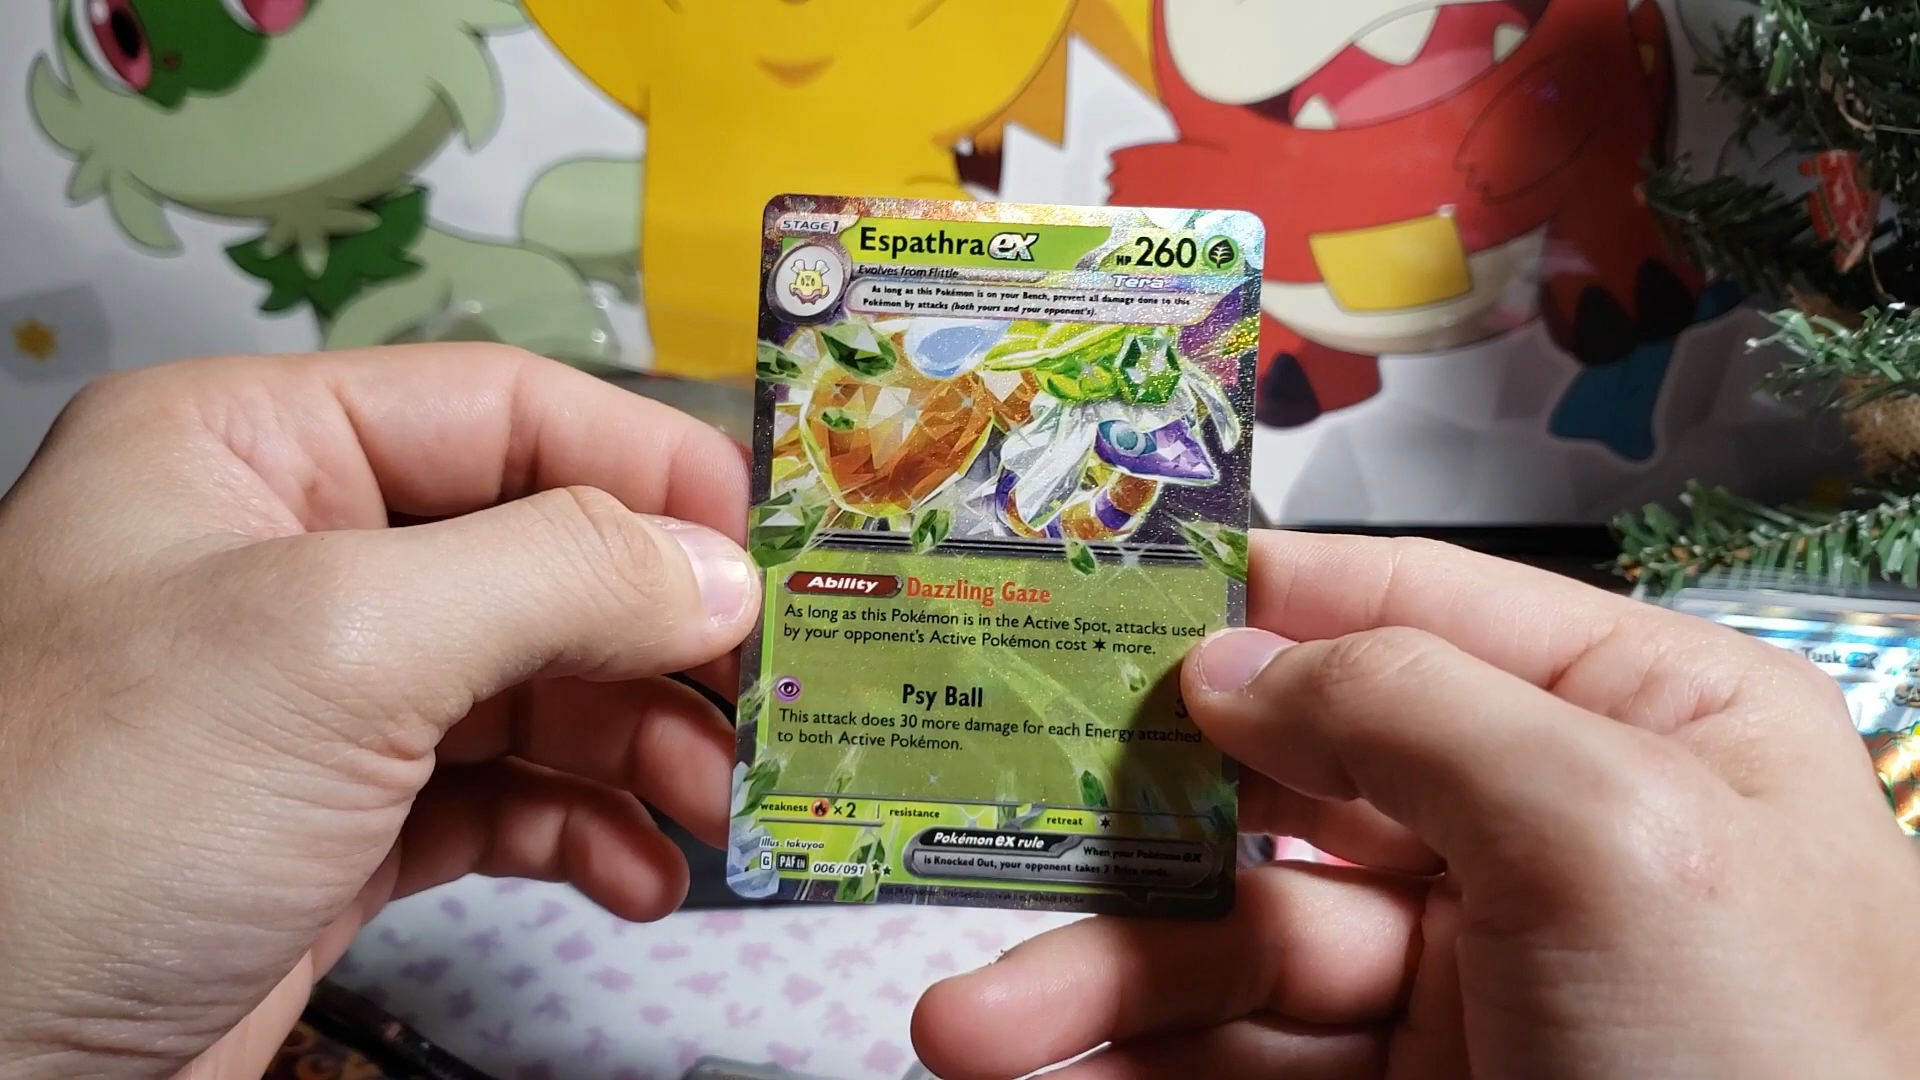 STAGE 1
Espathra ex
HP 260
Evolves from Flittle
Tera
As long as this Pokémon is on your Bench, prevent all damage done to this
Pokémon by attacks (both yours and your opponent's).
Ability Dazzling Gaze
As long as this Pokémon is in the Active Spot, attacks used
by your opponent's Active Pokémon cost more.
Psy Ball 3
This attack does 30 more damage for each Energy attached
to both Active Pokémon.
weakness ×2 resistance retreat
Illus. takuyoa
Pokémon ex rule When your Pokémon ex
is Knocked Out, your opponent takes 2 Prize cards.
G PAF EN 006/091
Tusk ex